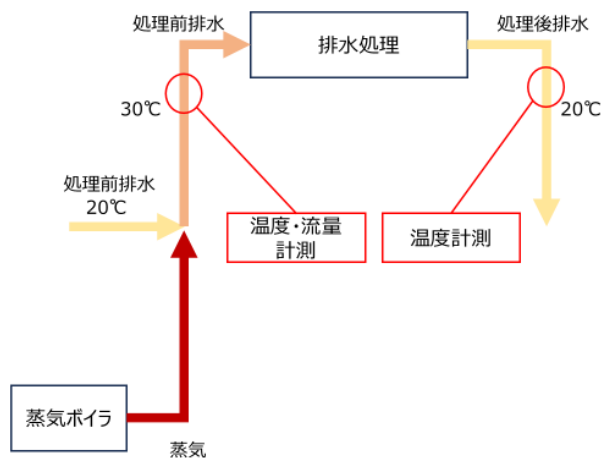 処理前排水
排水処理
処理後排水
30℃
20℃
処理前排水
20℃
温度・流量
計測
温度計測
蒸気ボイラ
蒸気